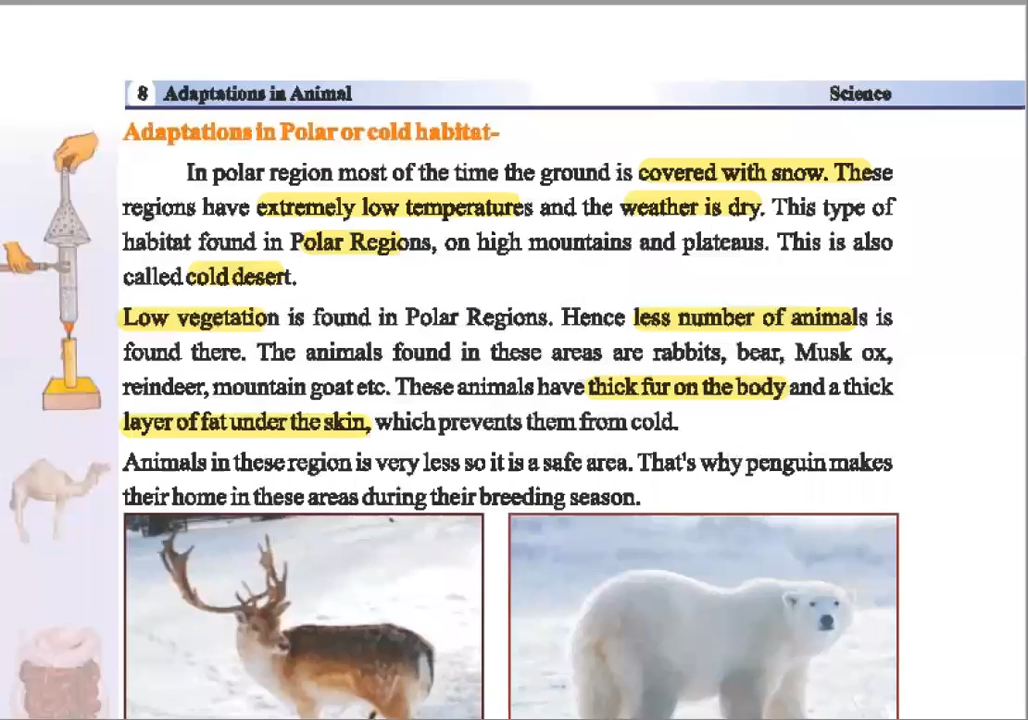 8 Adaptations in Animal Science
Adaptations in Polar or cold habitat-
In polar region most of the time the ground is covered with snow. These
regions have extremely low temperatures and the weather is dry. This type of
habitat found in Polar Regions, on high mountains and plateaus. This is also
called cold desert.
Low vegetation is found in Polar Regions. Hence less number of animals is
found there. The animals found in these areas are rabbits, bear, Musk ox,
reindeer, mountain goat etc. These animals have thick fur on the body and a thick
layer of fat under the skin, which prevents them from cold.
Animals in these region is very less so it is a safe area. That's why penguin makes
their home in these areas during their breeding season.